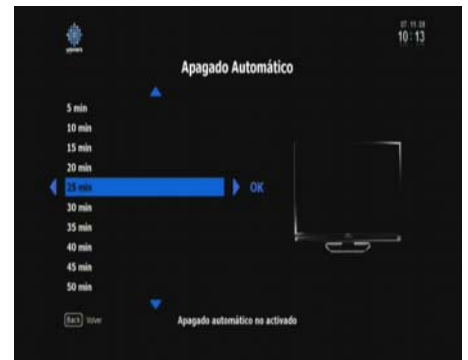 10:13
Apagado Automático
5 min
10 min
15 min
20 min
25 min
OK
30 min
35 min
40 min
45 min
50 min
Back Volver
Apagado automático no activado